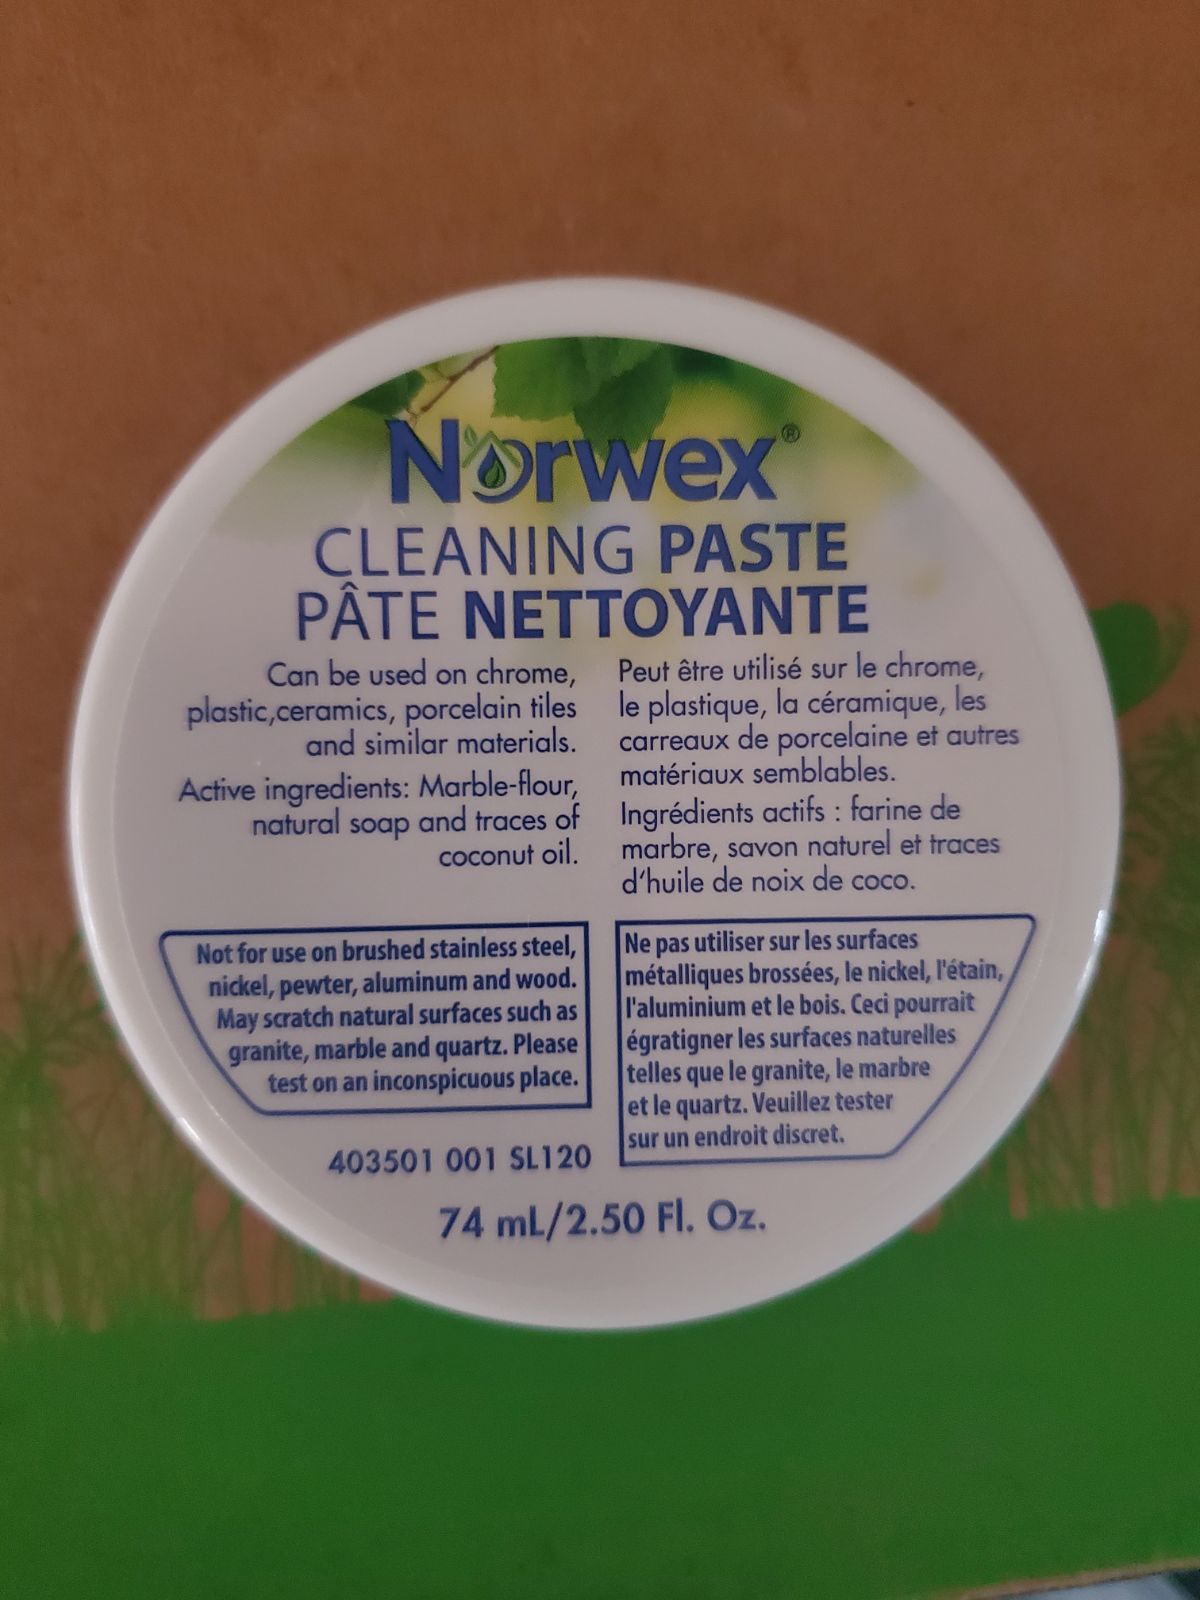 Norwex®
CLEANING PASTE
PÂTE NETTOYANTE
Can be used on chrome,
plastic,ceramics, porcelain tiles
and similar materials.
Active ingredients: Marble-flour,
natural soap and traces of
coconut oil.
Peut être utilisé sur le chrome,
le plastique, la céramique, les
carreaux de porcelaine et autres
matériaux semblables.
Ingrédients actifs : farine de
marbre, savon naturel et traces
d'huile de noix de coco.
Not for use on brushed stainless steel,
nickel, pewter, aluminum and wood.
May scratch natural surfaces such as
granite, marble and quartz. Please
test on an inconspicuous place.
Ne pas utiliser sur les surfaces
métalliques brossées, le nickel, l'étain,
l'aluminium et le bois. Ceci pourrait
égratigner les surfaces naturelles
telles que le granite, le marbre
et le quartz. Veuillez tester
sur un endroit discret.
403501 001 SL120
74 mL/2.50 Fl. Oz.